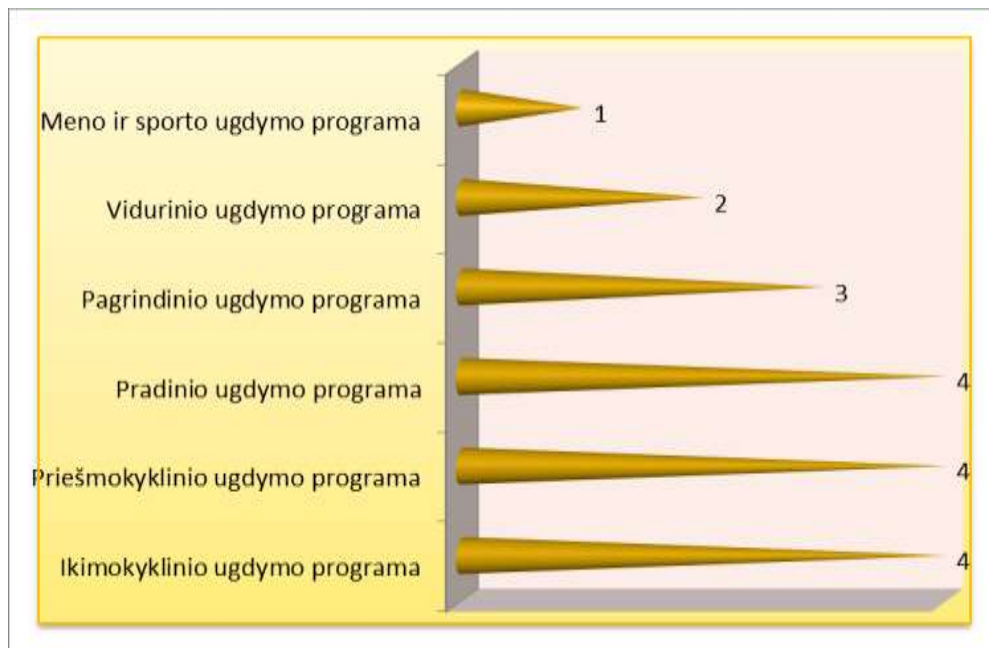 Meno ir sporto ugdymo programa 1
Vidurinio ugdymo programa 2
Pagrindinio ugdymo programa 3
Pradinio ugdymo programa 4
Priešmokyklinio ugdymo programa 4
Ikimokyklinio ugdymo programa 4